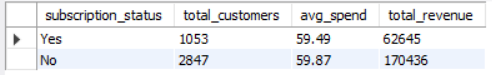 subscription_status total_customers avg_spend total_revenue
Yes 1053 59.49 62645
No 2847 59.87 170436